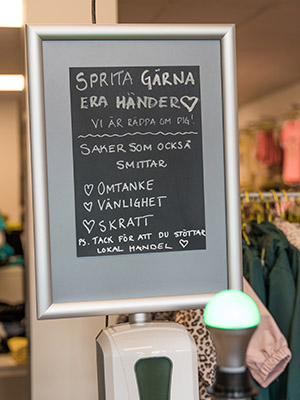 SPRITA GÄRNA
ERA HÄNDER ♡
VI ÄR RÄDDA OM DIG!
SAKER SOM OCKSÅ
SMITTAR
♡ OMTANKE
♡ VÄNLIGHET
♡ SKRATT
PS. TACK FÖR ATT DU STÖTTAR
LOKAL HANDEL ♡